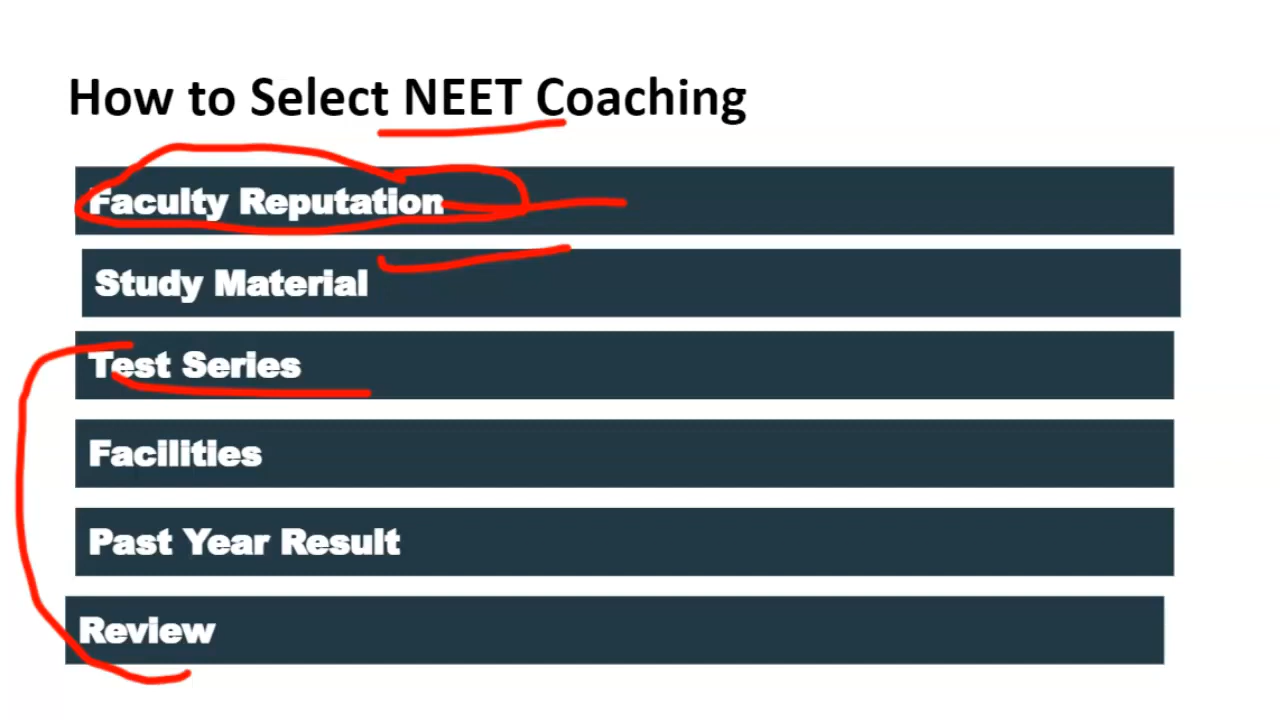 How to Select NEET Coaching
Faculty Reputation
Study Material
Test Series
Facilities
Past Year Result
Review